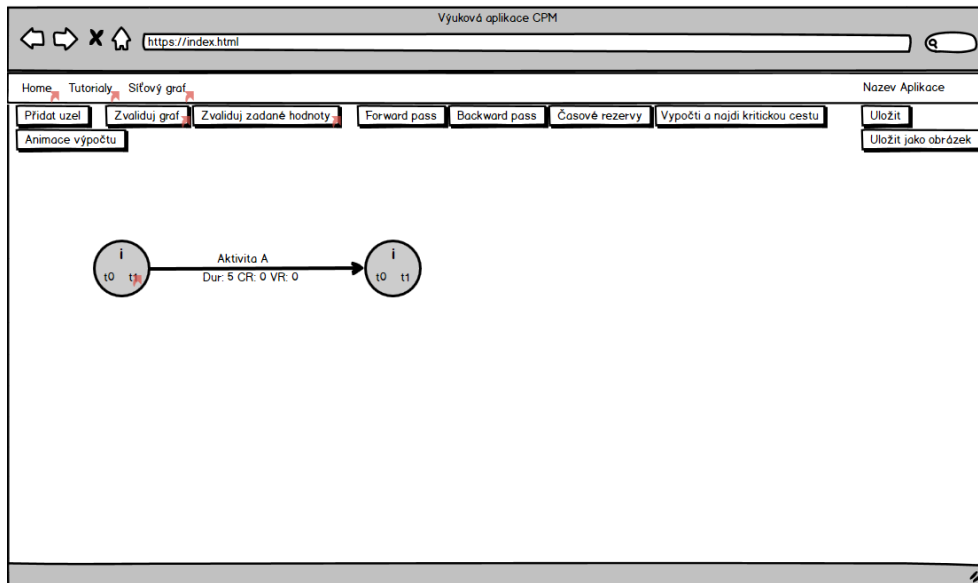 Výuková aplikace CPM
https://index.html
Home Tutorialy Síťový graf Nazev Aplikace
Přidat uzel Zvaliduj graf Zvaliduj zadané hodnoty Forward pass Backward pass Časové rezervy Vypočti a najdi kritickou cestu Uložit
Animace výpočtu Uložit jako obrázek
i Aktivita A i
t0 t1 Dur: 5 CR: 0 VR: 0 t0 t1